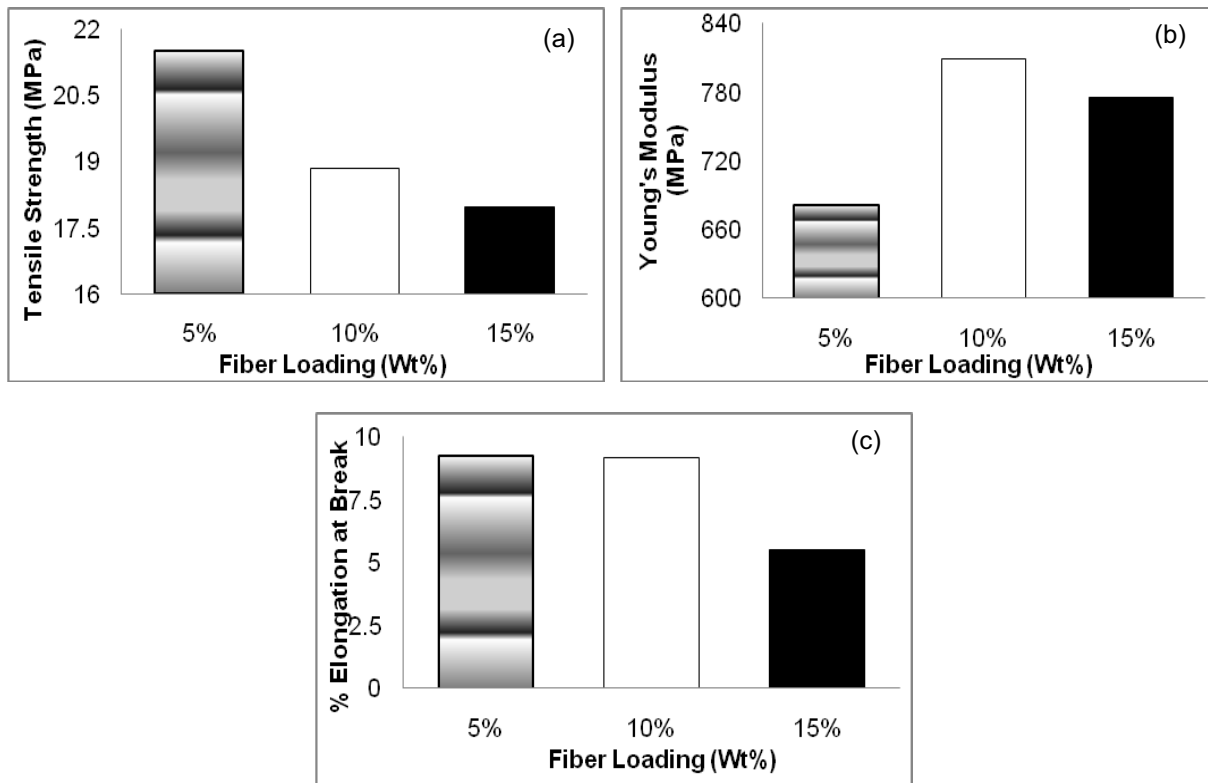 (a)
Tensile Strength (MPa)
22
20.5
19
17.5
16
5% 10% 15%
Fiber Loading (Wt%)
(b)
Young's Modulus
(MPa)
840
780
720
660
600
5% 10% 15%
Fiber Loading (Wt%)
(c)
% Elongation at Break
10
7.5
5
2.5
0
5% 10% 15%
Fiber Loading (Wt%)